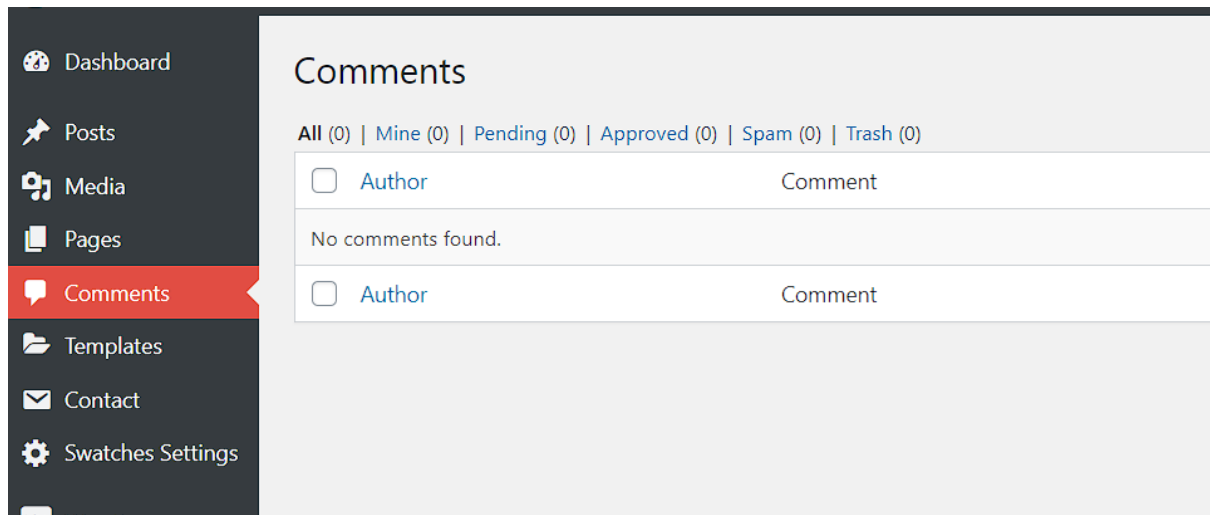 Dashboard
Posts
Media
Pages
Comments
Templates
Contact
Swatches Settings
Comments
All (0) | Mine (0) | Pending (0) | Approved (0) | Spam (0) | Trash (0)
Author Comment
No comments found.
Author Comment